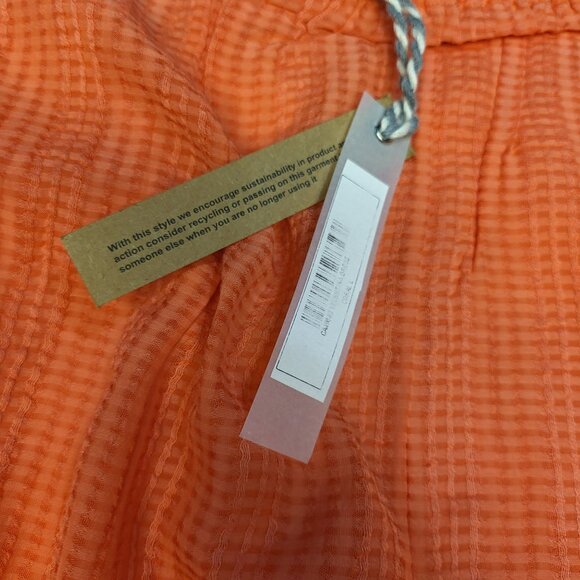 With this style we encourage sustainability in product
action consider recycling or passing on this garment
someone else when you are no longer using it